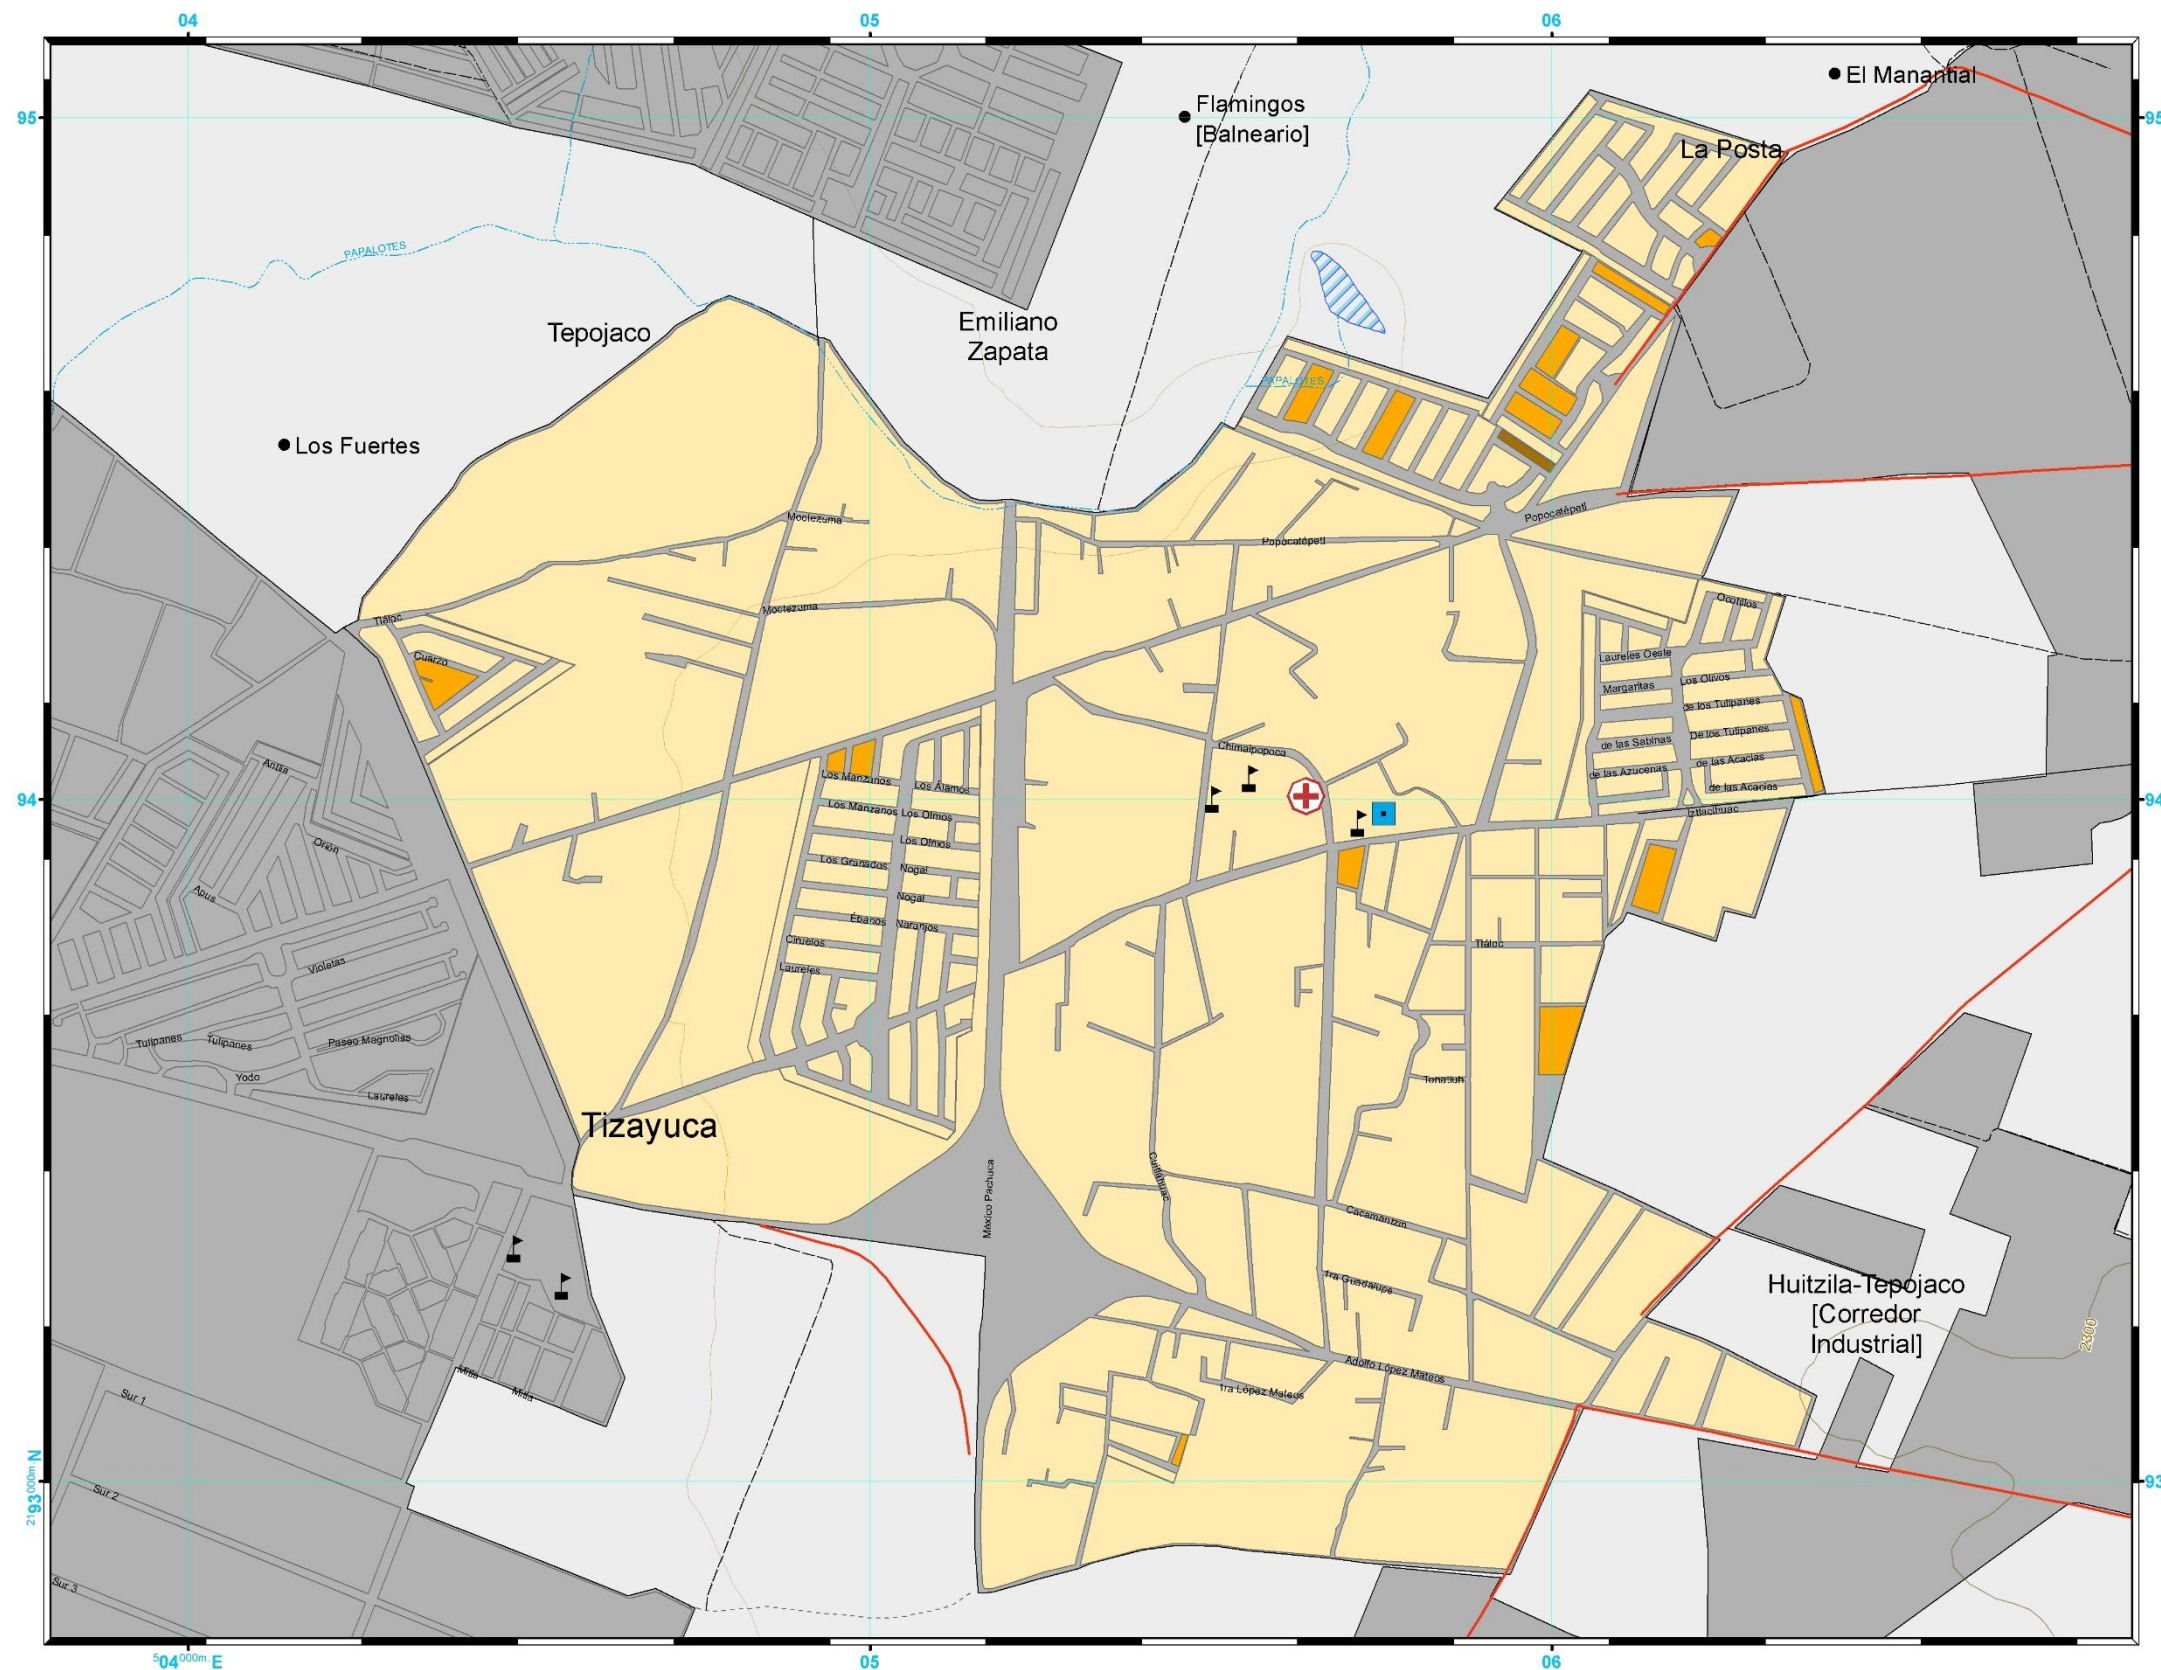 04
05
06
95
95
El Manantial
Flamingos
[Balneario]
La Posta
PAPALOTES
Tepojaco
Emiliano
Zapata
PAPALOTES
Los Fuertes
Moctezuma
Popocatépetl
Popocatépetl
Moctezuma
Tláloc
Cuarzo
Ocotillos
Laureles Oeste
Los Olivos
Margaritas
de los Tulipanes
De los Tulipanes
de las Sabinas
de las Acacias
de las Azucenas
de las Acacias
Iztlacihuac
Chimalpopoca
Antila
Los Manzanos
Los Álamos
Los Manzanos
Los Olmos
Los Olmos
Los Granados
Nogal
Nogal
Ébanos
Naranjos
Ciruelos
Laureles
94
94
Orión
Apus
Violetas
Tláloc
Tulipanes
Tulipanes
Paseo Magnolias
Yodo
Laureles
Tonatiuh
Tizayuca
México Pachuca
Cuitláhuac
Cacamantzin
1ra Guadalupe
Huitzila-Tepojaco
[Corredor
Industrial]
2300
Adolfo López Mateos
1ra López Mateos
Mitla
Mitla
Sur 1
Sur 2
Sur 3
2193000m. N
93
504000m. E
05
06